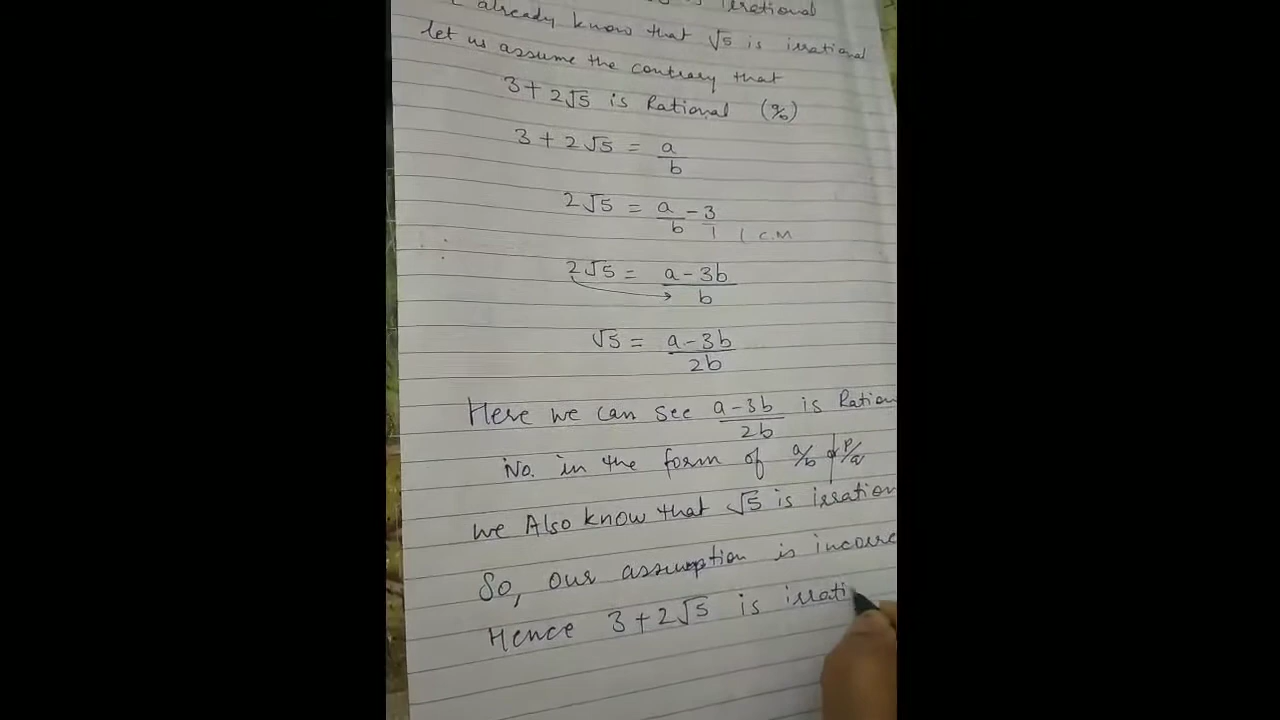 is irrational
already know that √5 is irrational
let us assume the contrary that
3 + 2√5 is Rational (a/b)
3 + 2√5 = a/b
2√5 = a/b - 3/1 L C.M
2√5 = a - 3b / b
√5 = a - 3b / 2b
Here we can see a - 3b / 2b is Ration
No. in the form of a/b or P/q
we Also know that √5 is irration
So, our assumption is incorre
Hence 3 + 2√5 is irrati